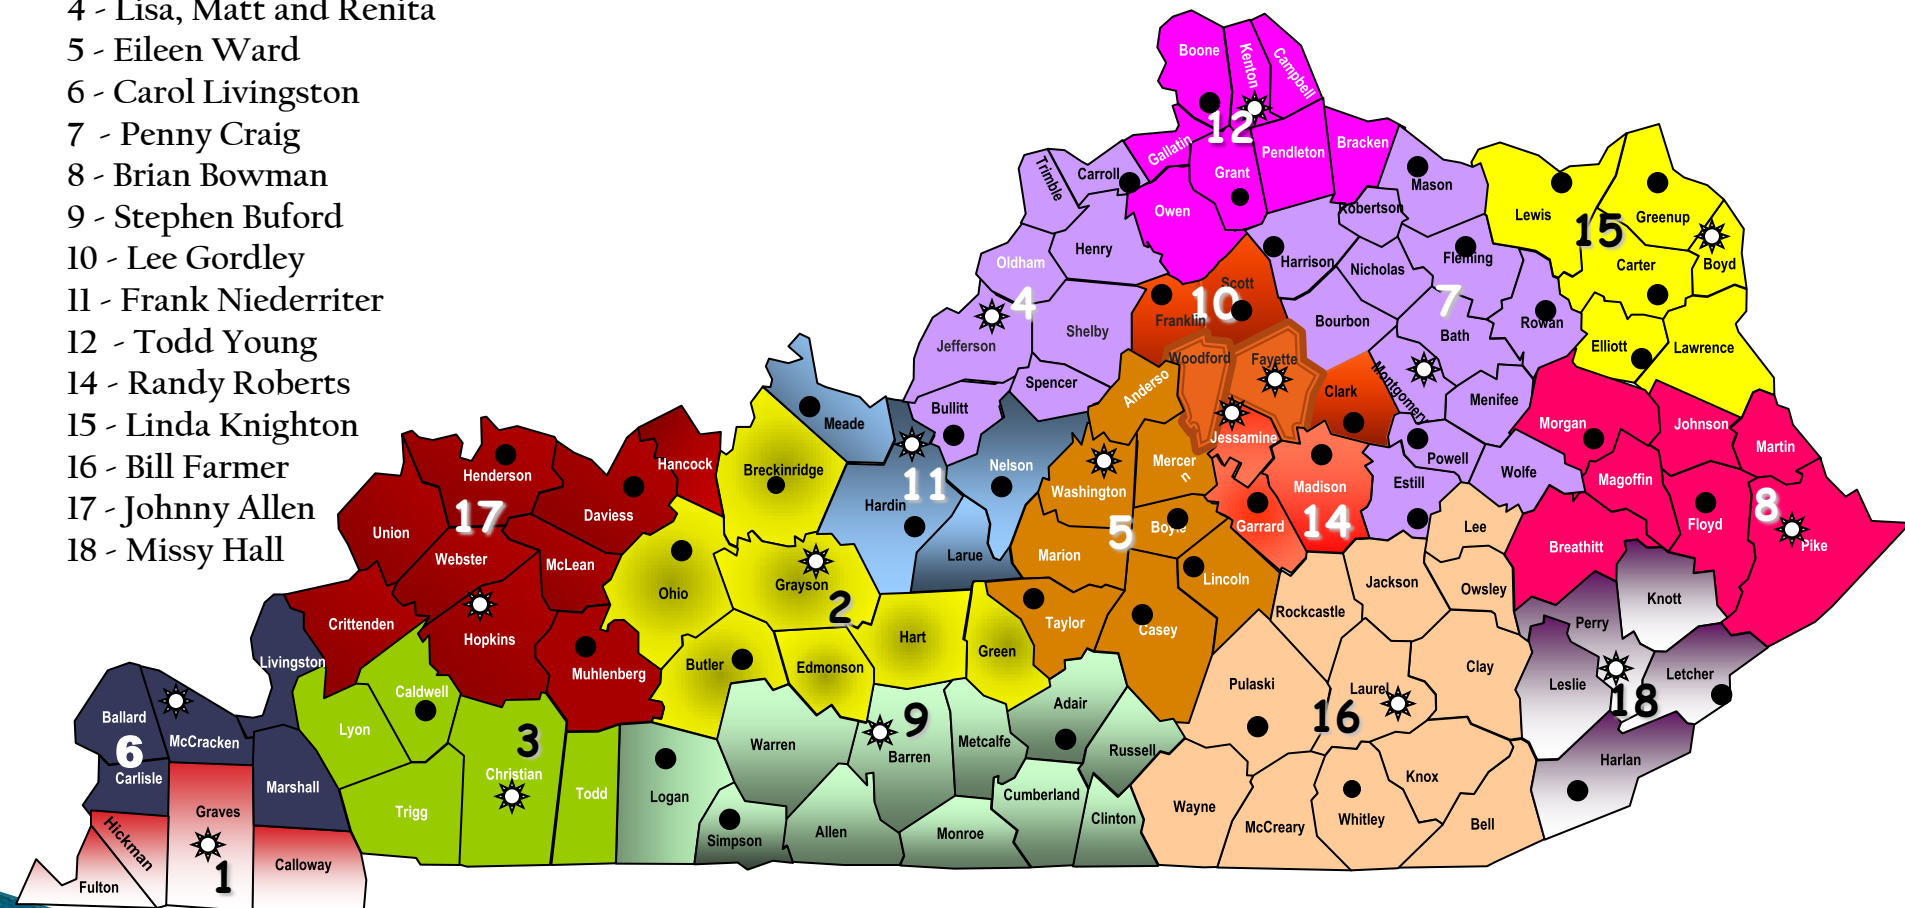 4 - Lisa, Matt and Renita
5 - Eileen Ward
6 - Carol Livingston
7 - Penny Craig
8 - Brian Bowman
9 - Stephen Buford
10 - Lee Gordley
11 - Frank Niederriter
12 - Todd Young
14 - Randy Roberts
15 - Linda Knighton
16 - Bill Farmer
17 - Johnny Allen
18 - Missy Hall
Boone
Kenton
Campbell
12
Gallatin
Grant
Pendleton
Bracken
Owen
Trimble
Carroll
Henry
Oldham
4
Jefferson
Shelby
Spencer
Bullitt
Mason
Robertson
Harrison
Nicholas
Fleming
7
Bourbon
Bath
Rowan
Montgomery
Menifee
Powell
Estill
Wolfe
Lewis
15
Greenup
Carter
Boyd
Elliott
Lawrence
Scott
10
Franklin
Woodford
Fayette
Clark
Jessamine
Madison
Garrard
14
Anderso
Mercer
n
Washington
5
Boyle
Marion
Lincoln
Taylor
Casey
Meade
11
Nelson
Hardin
Larue
Breckinridge
Grayson
2
Ohio
Butler
Edmonson
Hart
Green
Hancock
Henderson
17
Daviess
Union
Webster
McLean
Hopkins
Muhlenberg
Crittenden
Livingston
Ballard
6
McCracken
Carlisle
Marshall
Graves
1
Hickman
Fulton
Calloway
Caldwell
Lyon
3
Christian
Trigg
Todd
Logan
Simpson
Warren
9
Barren
Allen
Metcalfe
Monroe
Adair
Russell
Cumberland
Clinton
Lee
Jackson
Owsley
Rockcastle
Pulaski
Laurel
16
Clay
Wayne
McCreary
Whitley
Knox
Bell
Morgan
Johnson
Martin
Magoffin
Floyd
8
Pike
Breathitt
Knott
Perry
Leslie
18
Letcher
Harlan